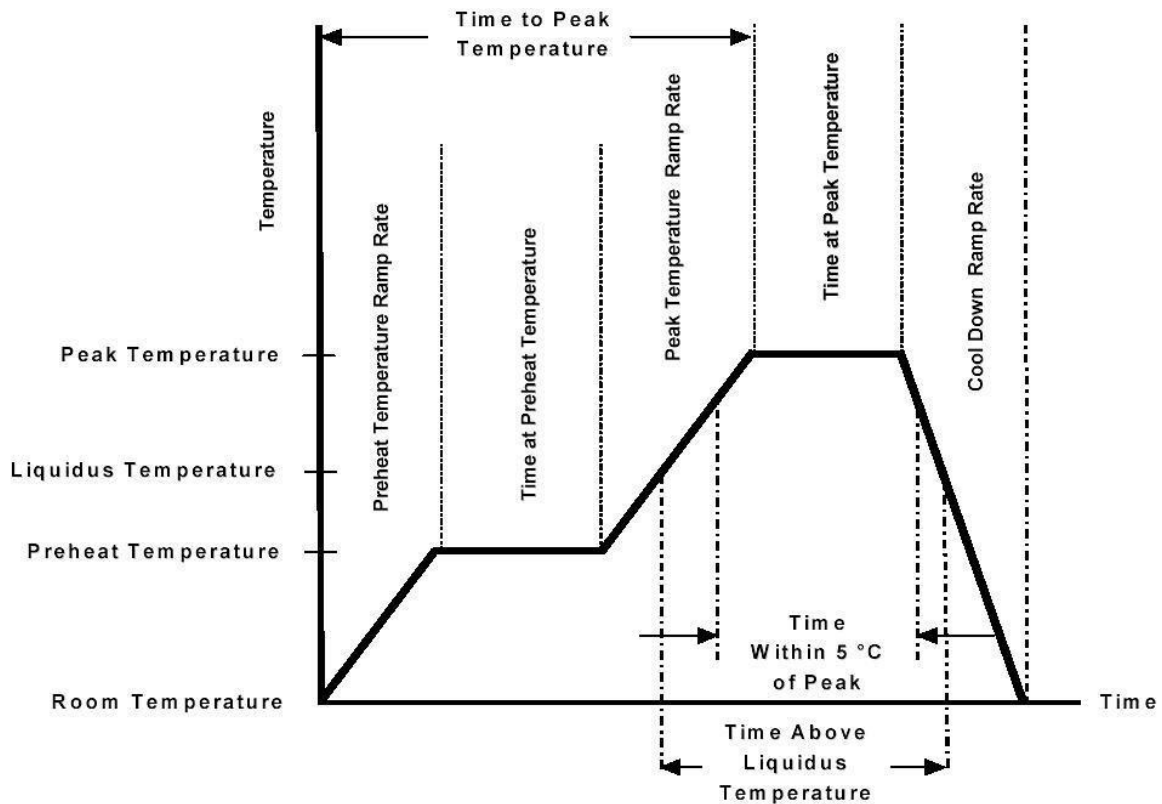 Time to Peak
Temperature
Temperature
Preheat Temperature Ramp Rate
Time at Preheat Temperature
Peak Temperature Ramp Rate
Time at Peak Temperature
Cool Down Ramp Rate
Peak Temperature
Liquidus Temperature
Preheat Temperature
Room Temperature
Time
Within 5 °C
of Peak
Time
Time Above
Liquidus
Temperature